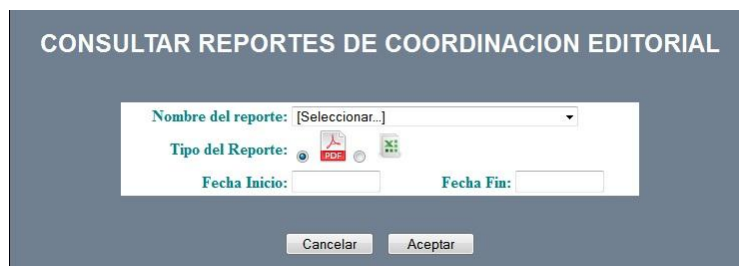 CONSULTAR REPORTES DE COORDINACION EDITORIAL
Nombre del reporte: [Seleccionar...]
Tipo del Reporte: PDF
Fecha Inicio: Fecha Fin:
Cancelar Aceptar